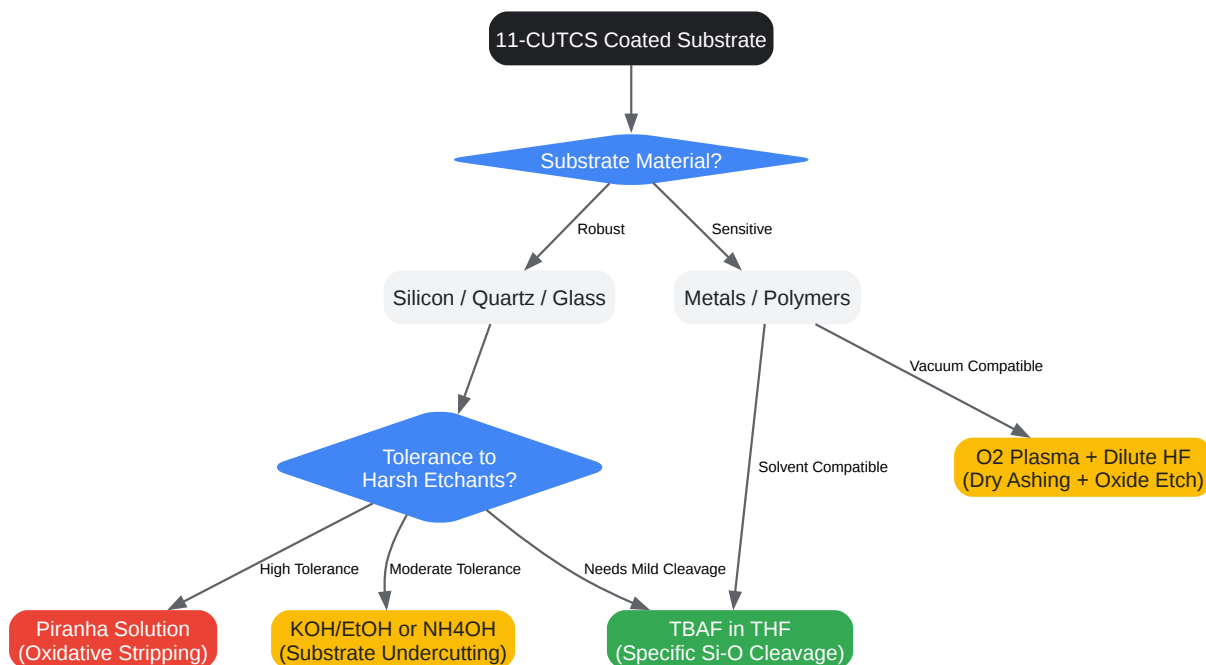 11-CUTCS Coated Substrate
Substrate Material?
Robust
Sensitive
Silicon / Quartz / Glass
Metals / Polymers
Vacuum Compatible
Tolerance to
Harsh Etchants?
Solvent Compatible
O2 Plasma + Dilute HF
(Dry Ashing + Oxide Etch)
High Tolerance
Moderate Tolerance
Needs Mild Cleavage
Piranha Solution
(Oxidative Stripping)
KOH/EtOH or NH4OH
(Substrate Undercutting)
TBAF in THF
(Specific Si-O Cleavage)